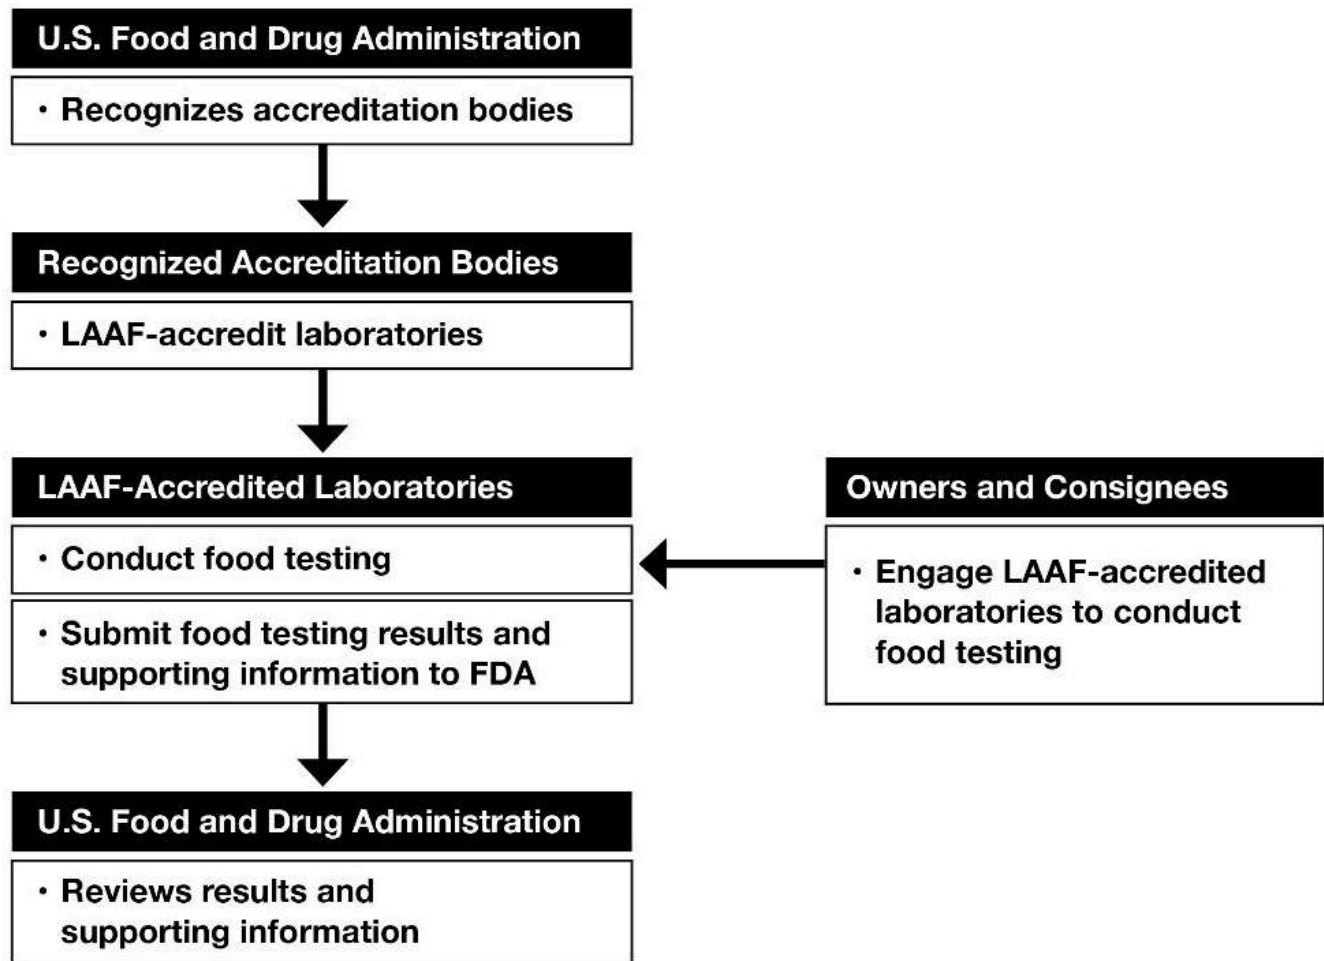 U.S. Food and Drug Administration
· Recognizes accreditation bodies
Recognized Accreditation Bodies
· LAAF-accredit laboratories
LAAF-Accredited Laboratories
· Conduct food testing
· Submit food testing results and
supporting information to FDA
Owners and Consignees
· Engage LAAF-accredited
laboratories to conduct
food testing
U.S. Food and Drug Administration
· Reviews results and
supporting information